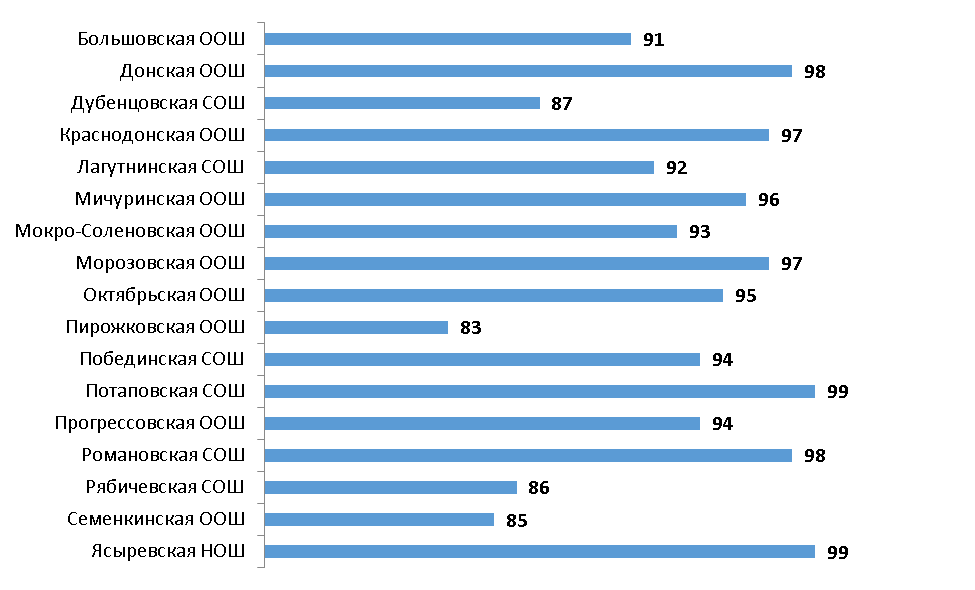 Большовская ООШ 91
Донская ООШ 98
Дубенцовская СОШ 87
Краснодонская ООШ 97
Лагутнинская СОШ 92
Мичуринская ООШ 96
Мокро-Соленовская ООШ 93
Морозовская ООШ 97
Октябрьская ООШ 95
Пирожковская ООШ 83
Побединская СОШ 94
Потаповская СОШ 99
Прогрессовская ООШ 94
Романовская СОШ 98
Рябичевская СОШ 86
Семенкинская ООШ 85
Ясыревская НОШ 99